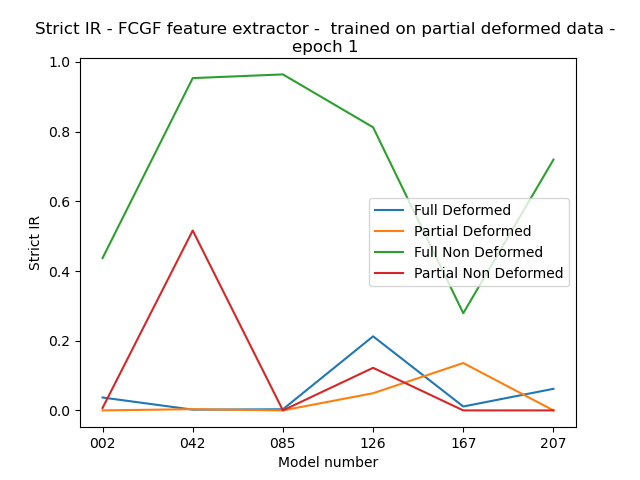 Strict IR - FCGF feature extractor -  trained on partial deformed data -
epoch 1
1.0
0.8
0.6
0.4
0.2
0.0
Strict IR
Full Deformed
Partial Deformed
Full Non Deformed
Partial Non Deformed
002 042 085 126 167 207
Model number